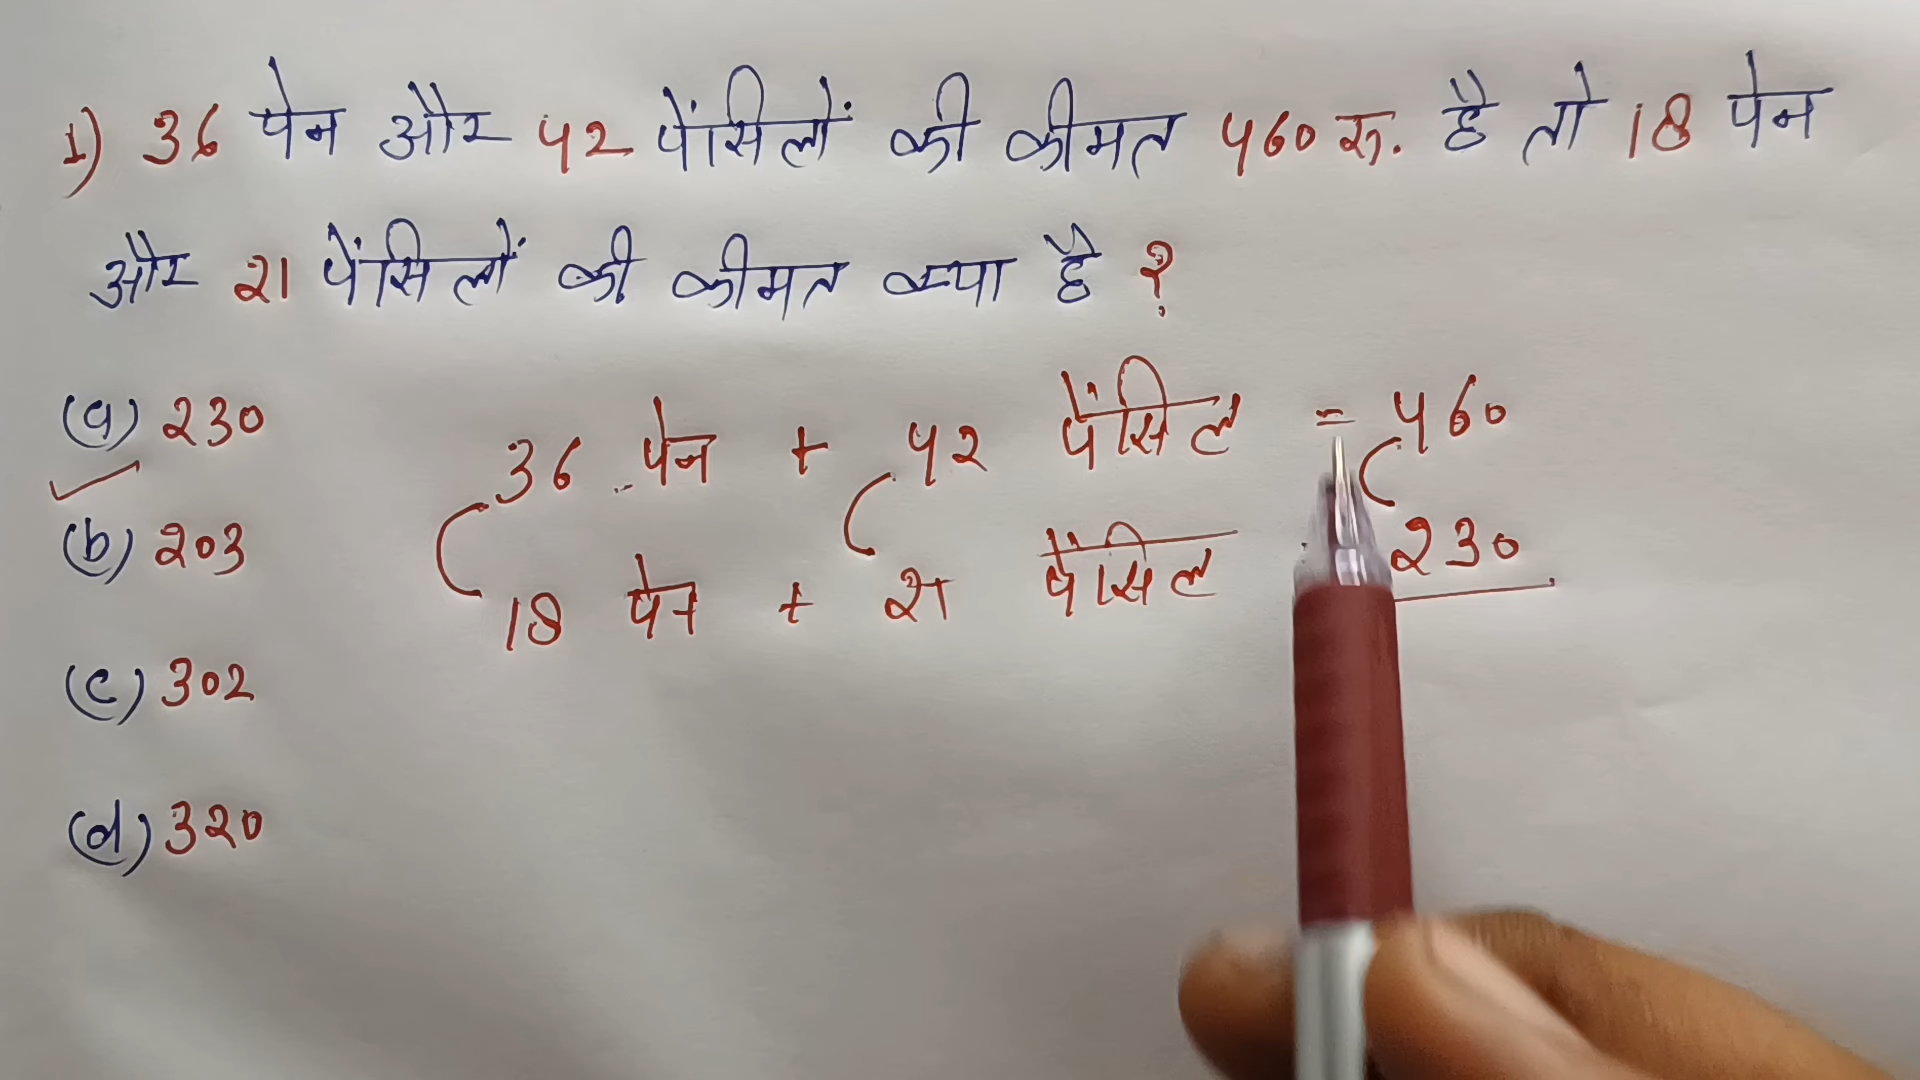 1) 36 पेन और 42 पेंसिलों की कीमत 460 रु. है तो 18 पेन
और 21 पेंसिलों की कीमत क्या है ?
(a) 230
(b) 203
(c) 302
(d) 320
36 पेन + 42 पेंसिल = 460
18 पेन + 21 पेंसिल 230